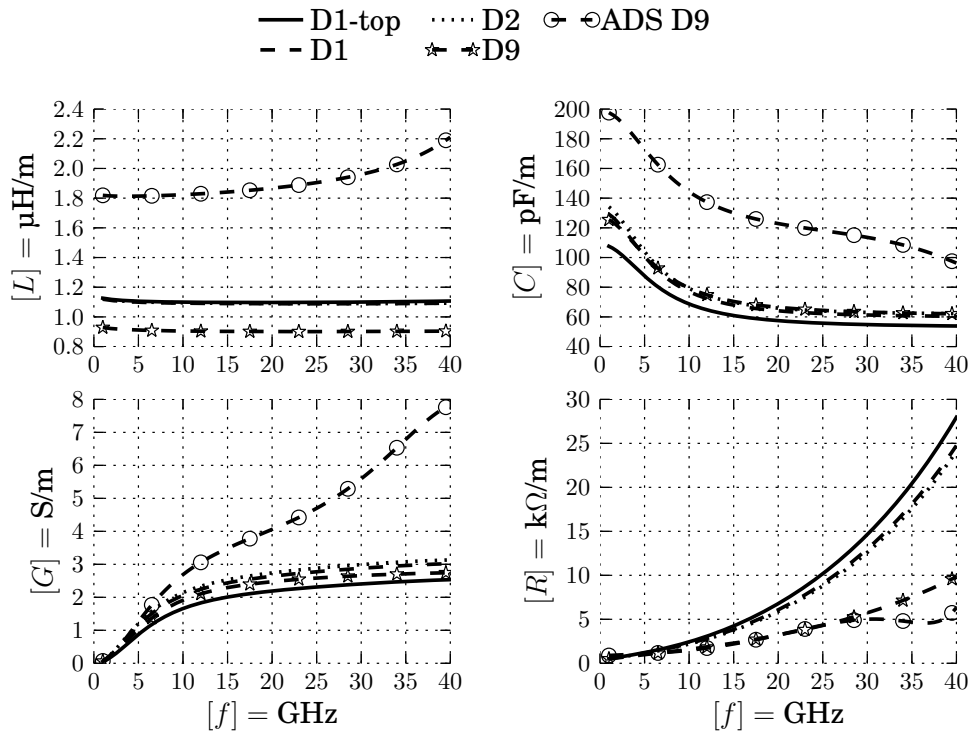 D1-top
D1
D2
D9
ADS D9
[L] = µH/m
2.4
2.2
2.0
1.8
1.6
1.4
1.2
1.1
1.0
0.9
0.8
0 5 10 15 20 25 30 35 40
[C] = pF/m
200
180
160
140
120
100
80
60
40
0 5 10 15 20 25 30 35 40
[G] = S/m
8
7
6
5
4
3
2
1
0
0 5 10 15 20 25 30 35 40
[f] = GHz
[R] = kΩ/m
30
25
20
15
10
5
0
0 5 10 15 20 25 30 35 40
[f] = GHz